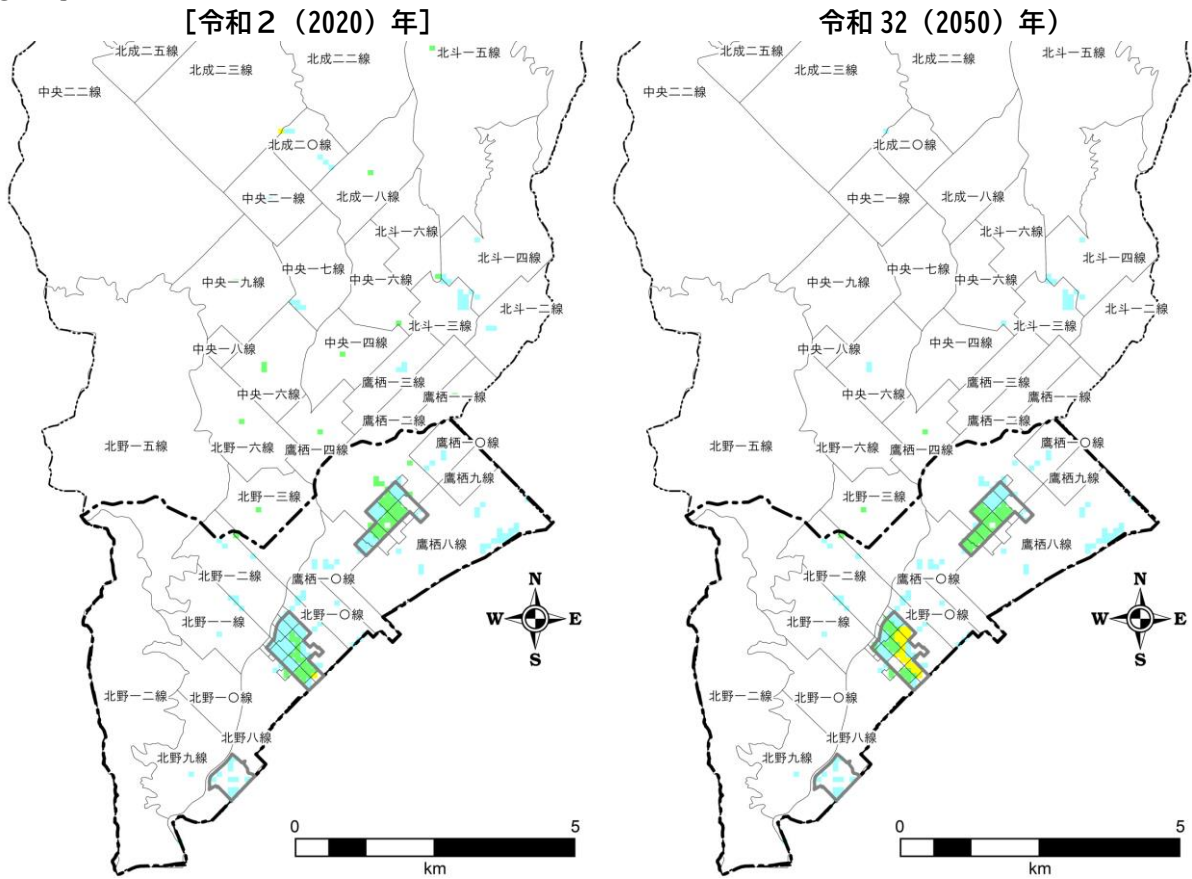 [令和２（2020）年]
北成二五線
北成二二線
北斗一五線
北成二三線
中央二二線
北成二〇線
中央二一線
北成一八線
北斗一六線
北斗一四線
中央一九線
中央一七線
中央一六線
北斗一二線
北斗一三線
中央一八線
中央一四線
鷹栖一三線
中央一六線
鷹栖一一線
鷹栖一二線
北野一五線
北野一六線
鷹栖一四線
鷹栖一〇線
鷹栖九線
北野一三線
鷹栖八線
北野一二線
鷹栖一〇線
北野一〇線
北野一一線
北野一二線
北野一〇線
北野八線
北野九線
N
W
E
S
0
5
km
令和32（2050）年）
北成二五線
北成二二線
北斗一五線
北成二三線
中央二二線
北成二〇線
中央二一線
北成一八線
北斗一六線
北斗一四線
中央一九線
中央一七線
中央一六線
北斗一二線
北斗一三線
中央一八線
中央一四線
鷹栖一三線
中央一六線
鷹栖一一線
鷹栖一二線
北野一五線
北野一六線
鷹栖一四線
鷹栖一〇線
鷹栖九線
北野一三線
鷹栖八線
北野一二線
鷹栖一〇線
北野一〇線
北野一一線
北野一二線
北野一〇線
北野八線
北野九線
N
W
E
S
0
5
km